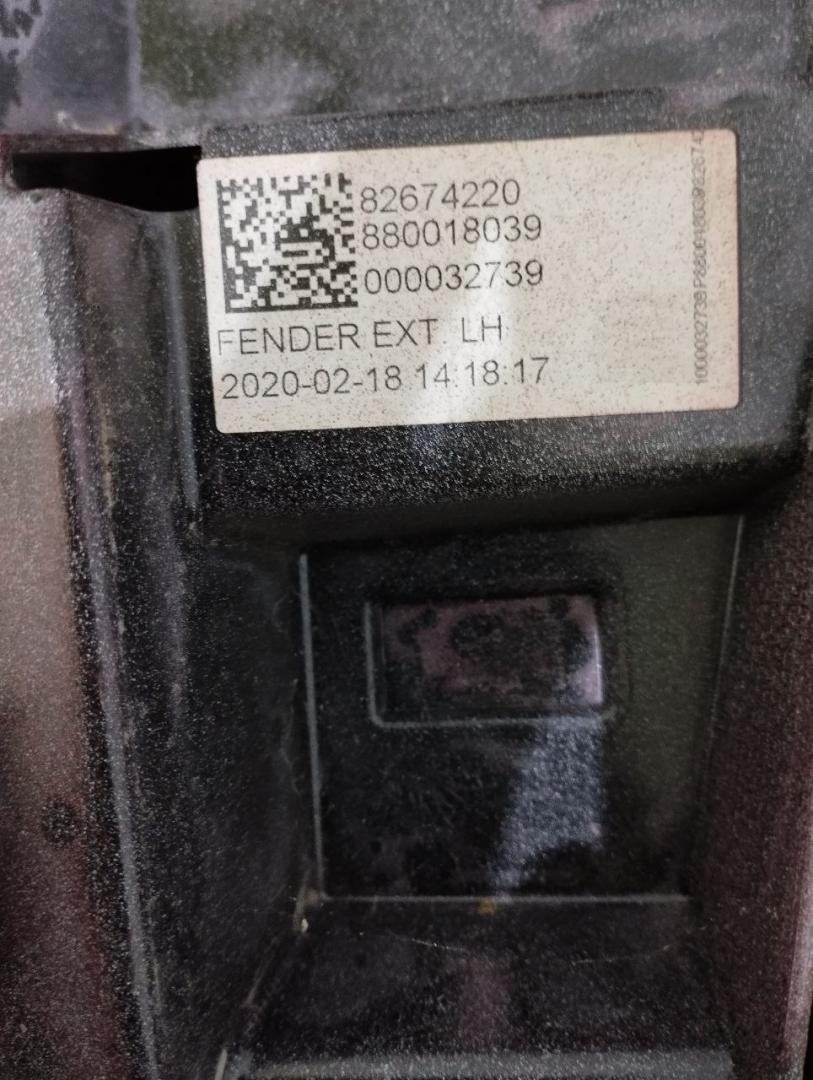 82674220
880018039
000032739
FENDER EXT. LH
2020-02-18 14:18:17